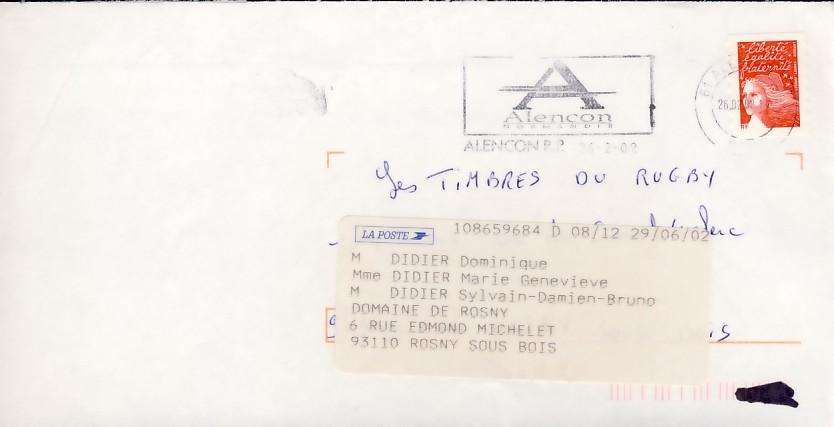 liberté
égalité
fraternité
RF
Alençon
NORMANDIE
ALENCON R.P. 26-2-02
Les TIMBRES DU RUGBY
LA POSTE
108659684 D 08/12 29/06/02
M DIDIER Dominique
Mme DIDIER Marie Genevieve
M DIDIER Sylvain-Damien-Bruno
DOMAINE DE ROSNY
6 RUE EDMOND MICHELET
93110 ROSNY SOUS BOIS